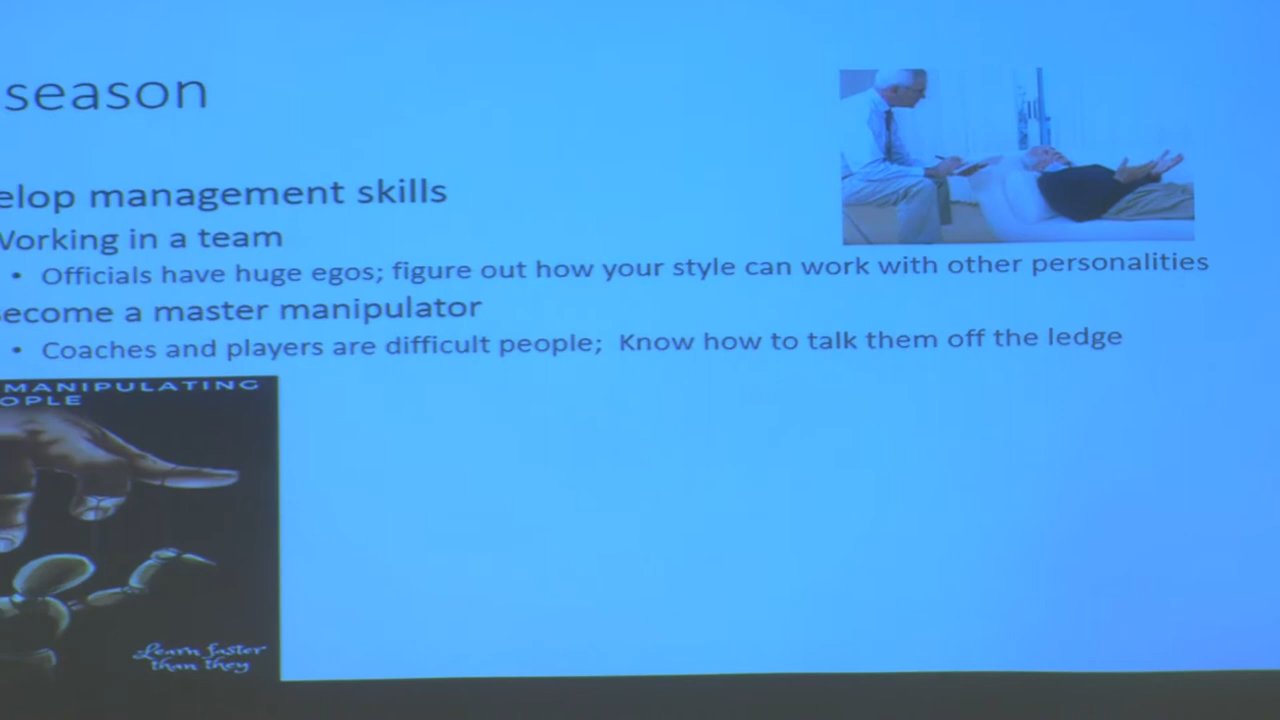 season
elop management skills
Working in a team
• Officials have huge egos; figure out how your style can work with other personalities
ecome a master manipulator
• Coaches and players are difficult people; Know how to talk them off the ledge
MANIPULATING
OPLE
Learn faster
than they